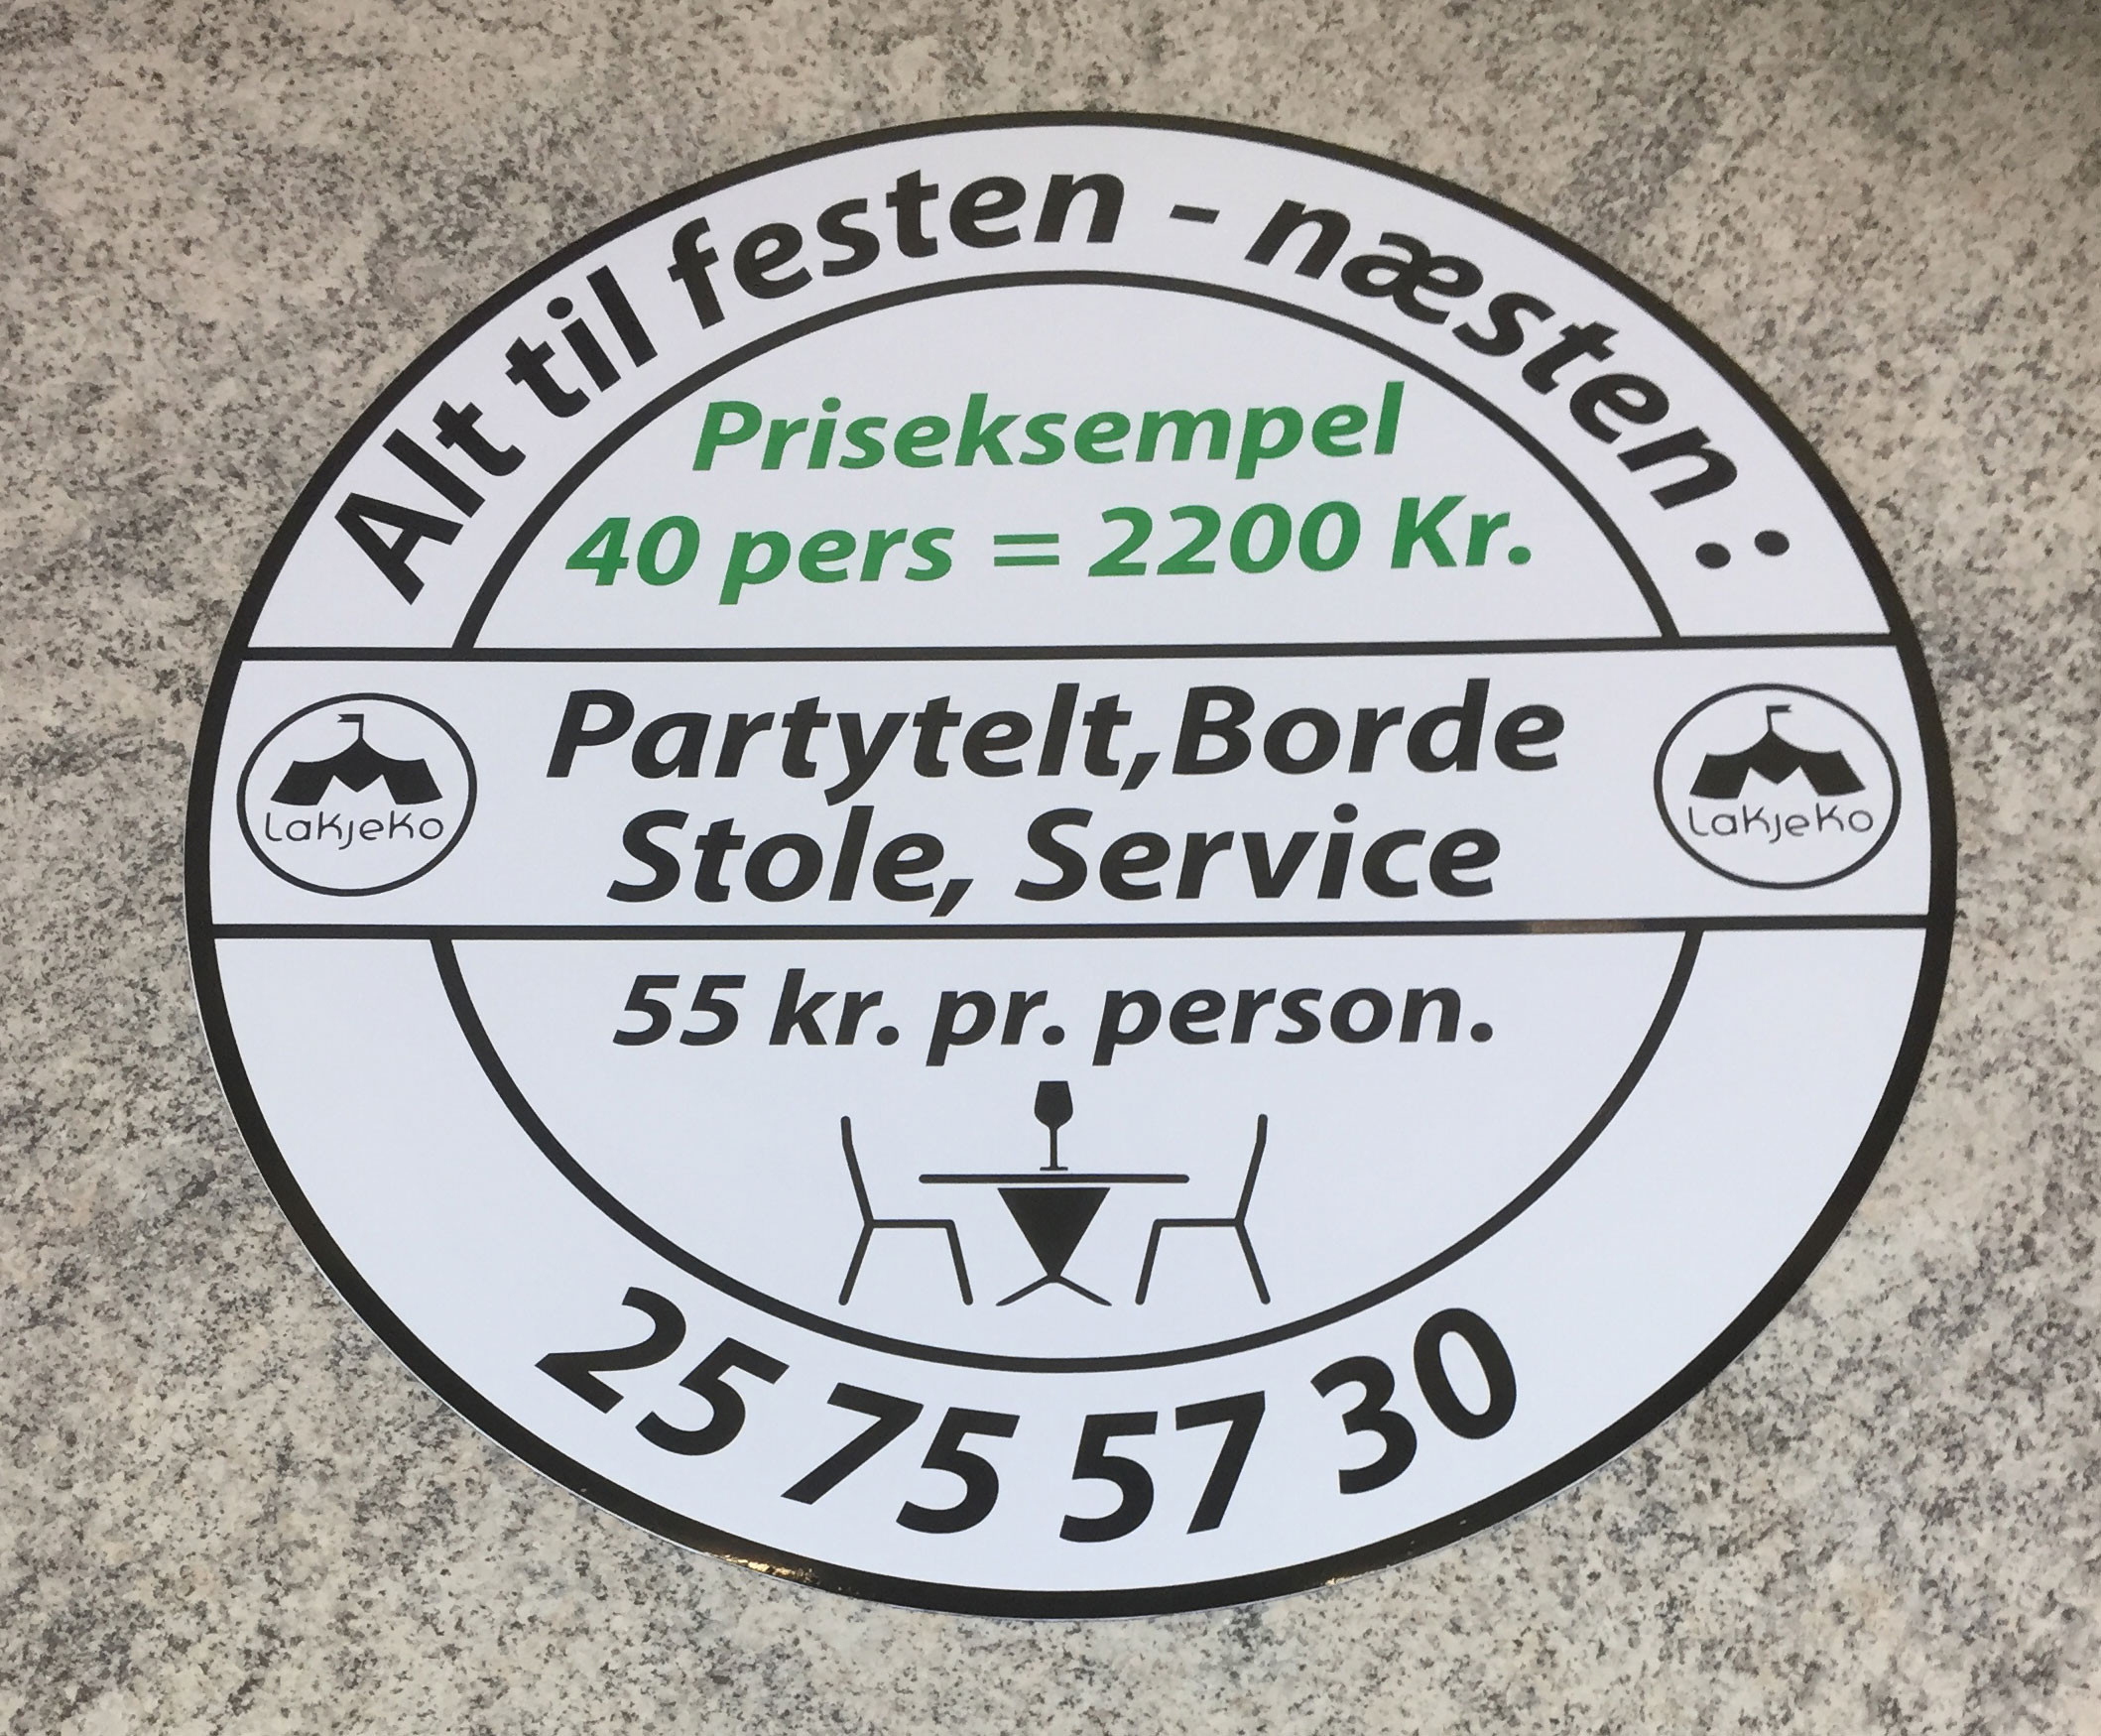 Alt til festen - næsten :
Priseksempel
40 pers = 2200 Kr.
Partytelt,Borde
Stole, Service
LaKjeKo
LaKjeKo
55 kr. pr. person.
25 75 57 30